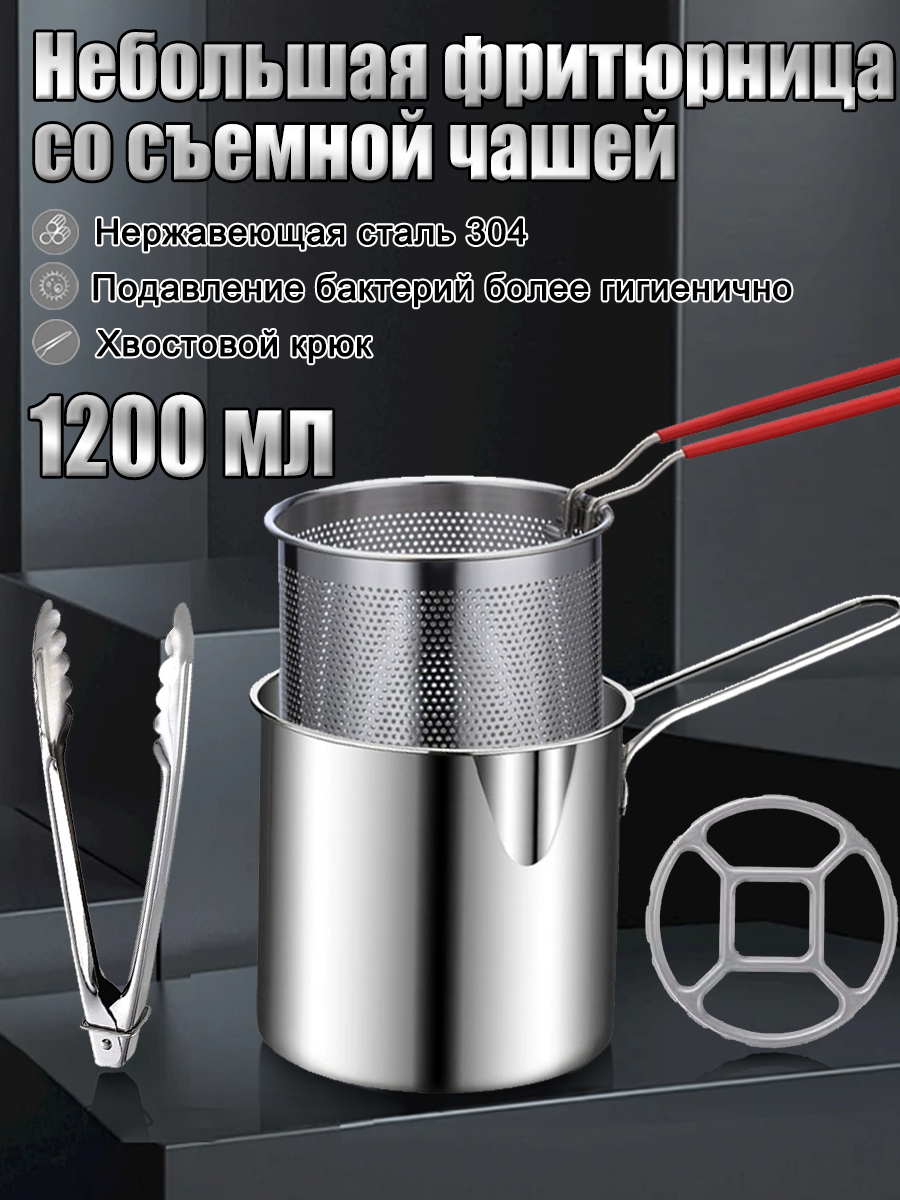 Небольшая фритюрница
со съемной чашей
Нержавеющая сталь 304
Подавление бактерий более гигиенично
Хвостовой крюк
1200 мл